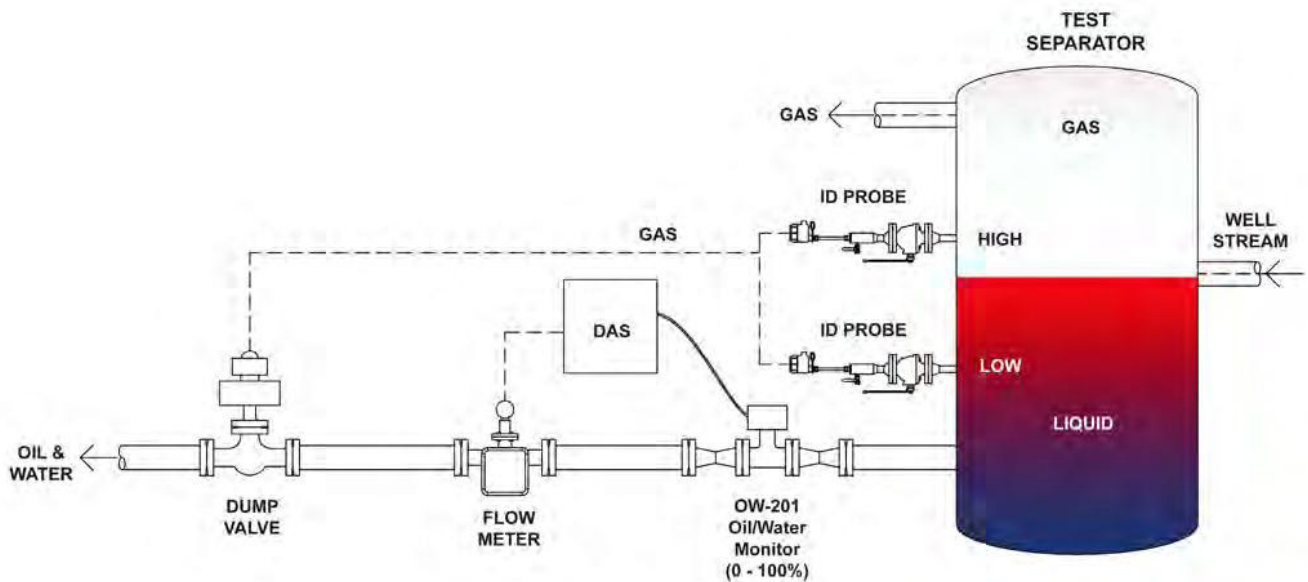 TEST
SEPARATOR
GAS
GAS
ID PROBE
HIGH
WELL
STREAM
GAS
DAS
ID PROBE
LOW
LIQUID
OIL &
WATER
DUMP
VALVE
FLOW
METER
OW-201
Oil/Water
Monitor
(0 - 100%)